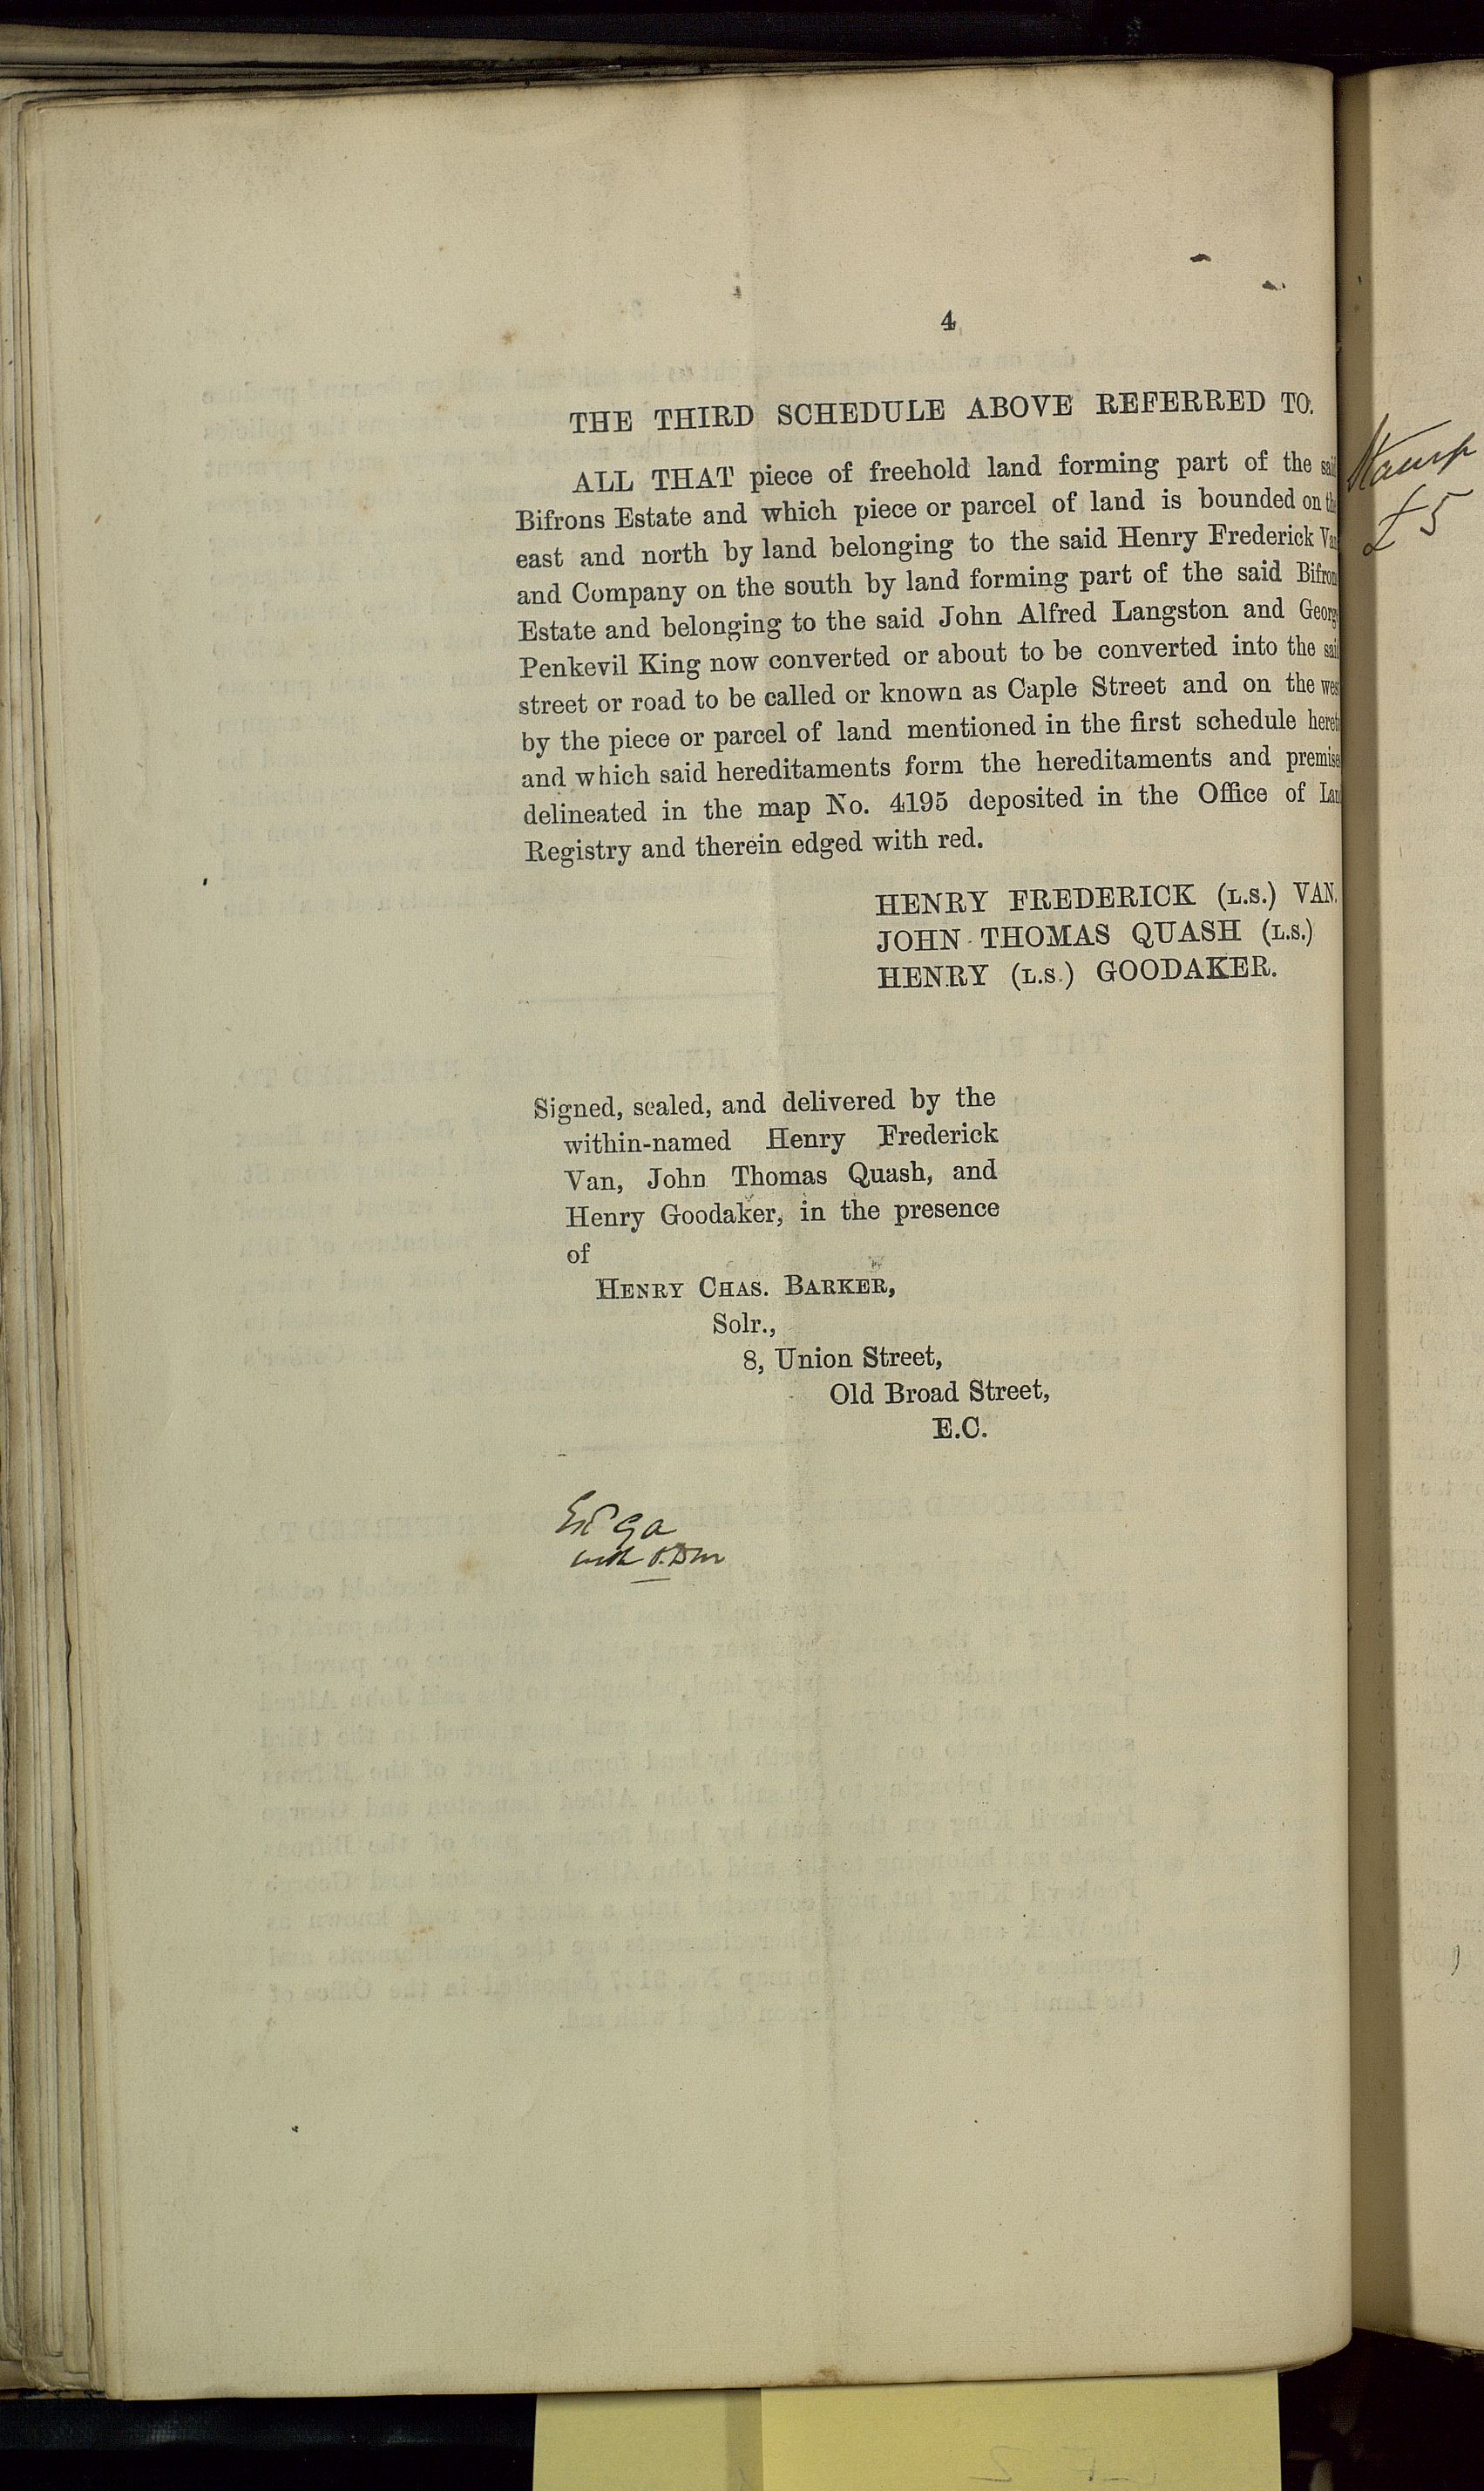 4
THE THIRD SCHEDULE ABOVE REFERRED TO.
ALL THAT piece of freehold land forming part of the said
Bifrons Estate and which piece or parcel of land is bounded on the
east and north by land belonging to the said Henry Frederick Van
and Company on the south by land forming part of the said Bifron
Estate and belonging to the said John Alfred Langston and Georg
Penkevil King now converted or about to be converted into the sai
street or road to be called or known as Caple Street and on the wes
by the piece or parcel of land mentioned in the first schedule heret
and which said hereditaments form the hereditaments and premise
delineated in the map No. 4195 deposited in the Office of Lan
Registry and therein edged with red.
HENRY FREDERICK (L.S.) VAN.
JOHN THOMAS QUASH (L.S.)
HENRY (L.S.) GOODAKER.
Signed, sealed, and delivered by the
within-named Henry Frederick
Van, John Thomas Quash, and
Henry Goodaker, in the presence
of
HENRY CHAS. BARKER,
Solr.,
8, Union Street,
Old Broad Street,
E.C.
Stamp
£5